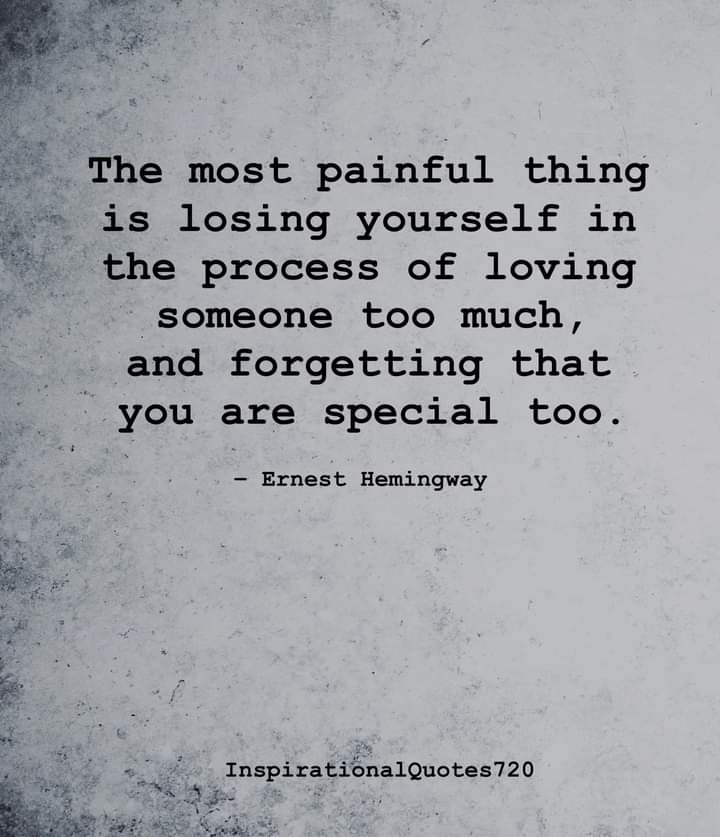 The most painful thing
is losing yourself in
the process of loving
someone too much,
and forgetting that
you are special too.
– Ernest Hemingway
InspirationalQuotes720